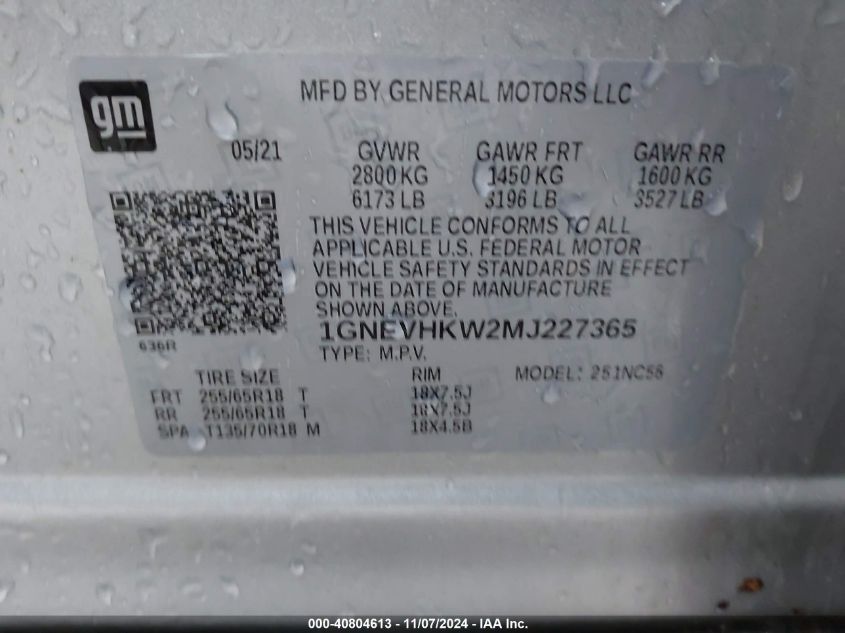 gm
MFD BY GENERAL MOTORS LLC
05/21 GVWR GAWR FRT GAWR RR
2800 KG 1450 KG 1600 KG
6173 LB 3196 LB 3527 LB
THIS VEHICLE CONFORMS TO ALL
APPLICABLE U.S. FEDERAL MOTOR
VEHICLE SAFETY STANDARDS IN EFFECT
ON THE DATE OF MANUFACTURE
SHOWN ABOVE.
1GNEVHKW2MJ227365
636R
TYPE: M.P.V.
TIRE SIZE RIM MODEL: 251NC56
FRT 255/65R18 T 18X7.5J
RR 255/65R18 T 18X7.5J
SPA T135/70R18 M 18X4.5B
000-40804613 - 11/07/2024 - IAA Inc.